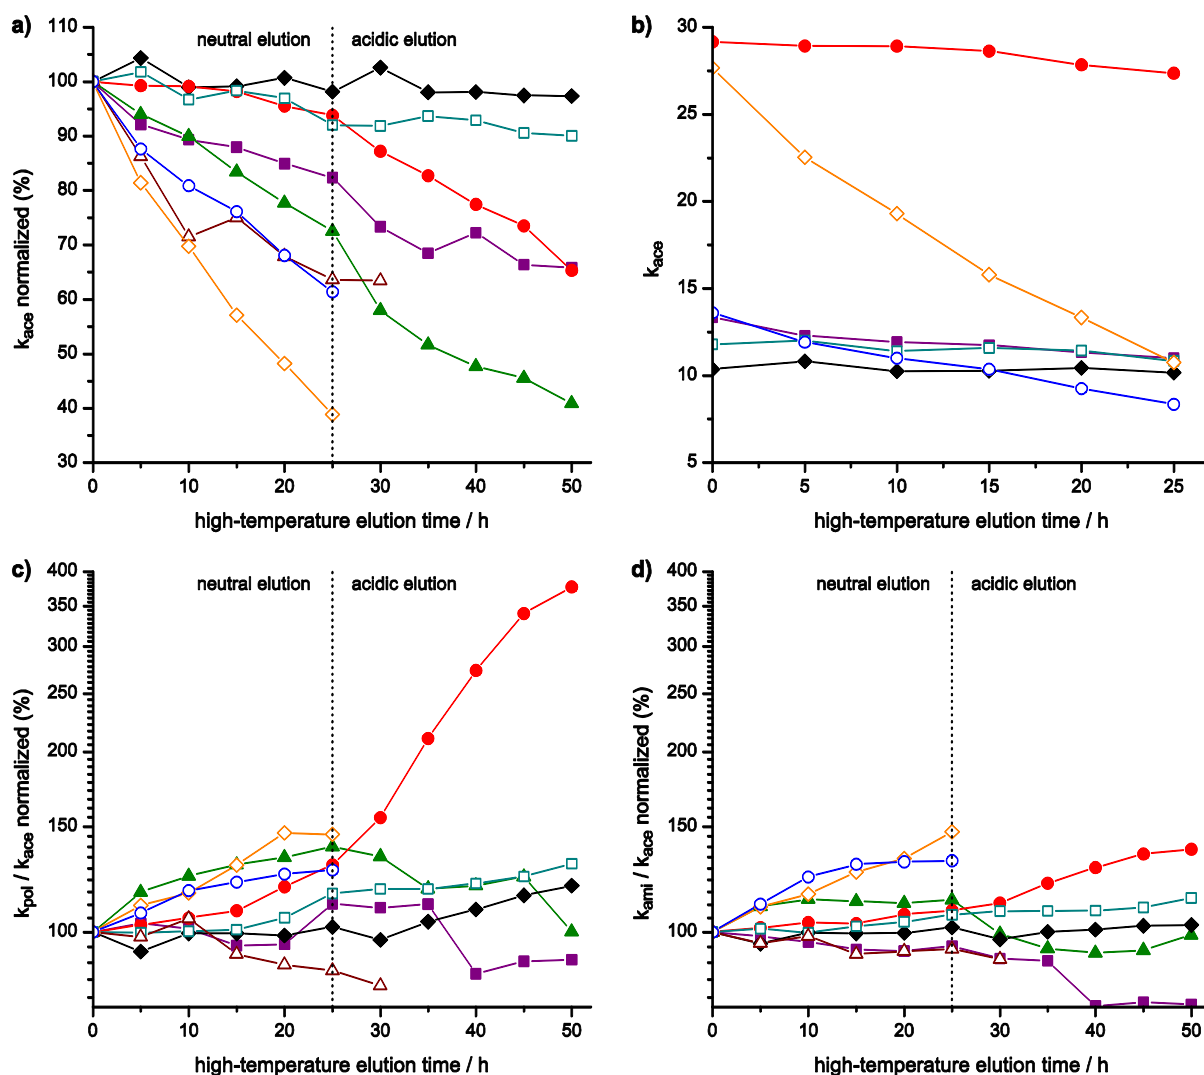 a)
neutral elution
acidic elution
110
100
90
80
70
60
50
40
30
k_ace normalized (%)
0 10 20 30 40 50
high-temperature elution time / h
b)
30
25
20
15
10
5
k_ace
0 5 10 15 20 25
high-temperature elution time / h
c)
neutral elution
acidic elution
400
350
300
250
200
150
100
k_pol / k_ace normalized (%)
0 10 20 30 40 50
high-temperature elution time / h
d)
neutral elution
acidic elution
400
350
300
250
200
150
100
k_ami / k_ace normalized (%)
0 10 20 30 40 50
high-temperature elution time / h